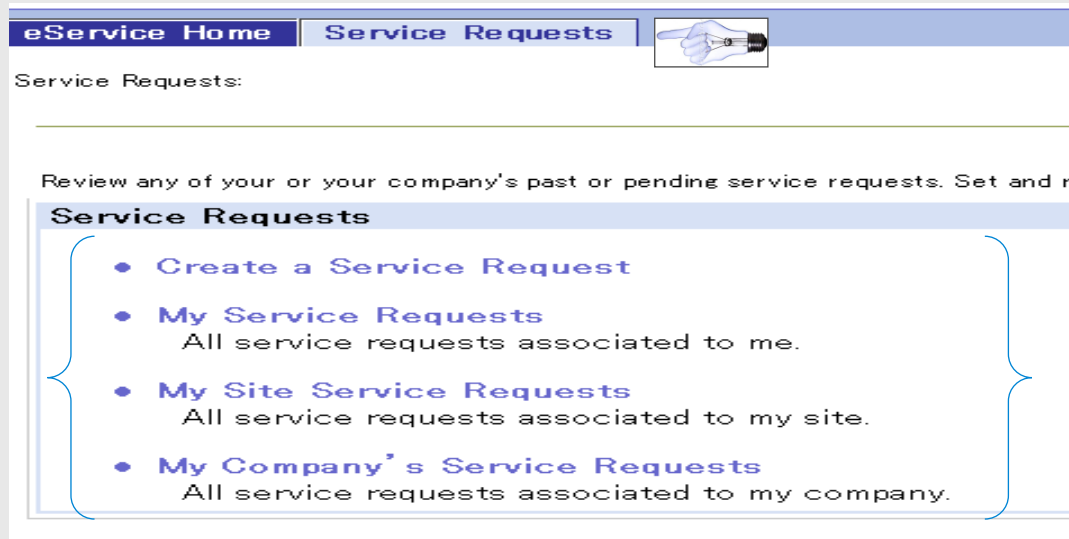 eService Home Service Requests
Service Requests:
Review any of your or your company's past or pending service requests. Set and
Service Requests
• Create a Service Request
• My Service Requests
All service requests associated to me.
• My Site Service Requests
All service requests associated to my site.
• My Company's Service Requests
All service requests associated to my company.